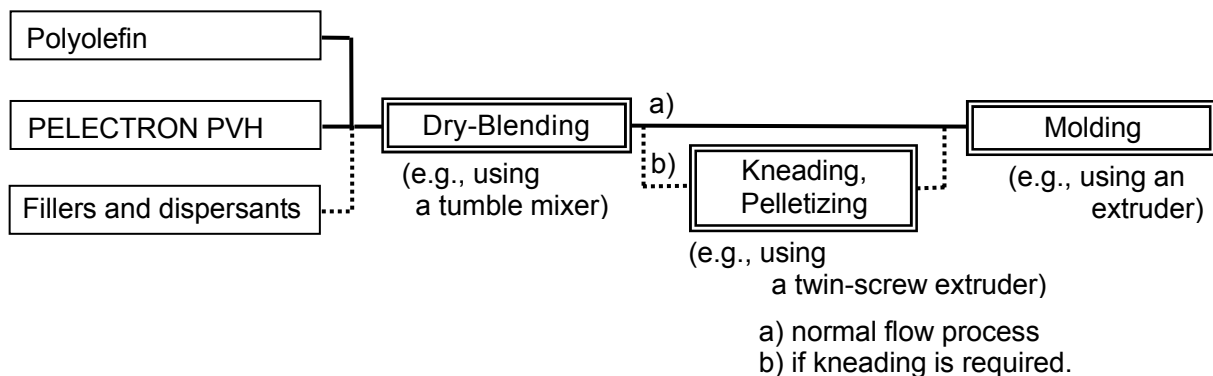 Polyolefin
PELECTRON PVH
Fillers and dispersants
Dry-Blending
(e.g., using
a tumble mixer)
a)
b)
Kneading,
Pelletizing
(e.g., using
a twin-screw extruder)
Molding
(e.g., using an
extruder)
a) normal flow process
b) if kneading is required.